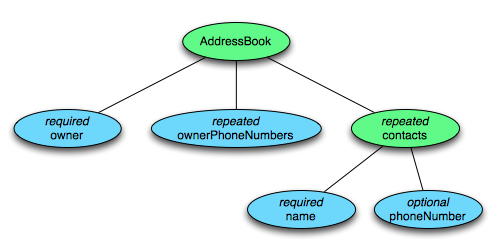 AddressBook
required
owner
repeated
ownerPhoneNumbers
repeated
contacts
required
name
optional
phoneNumber